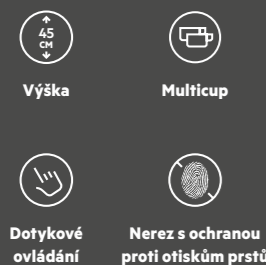 45
CM
Výška
Multicup
Dotykové
ovládání
Nerez s ochranou
proti otiskům prstů